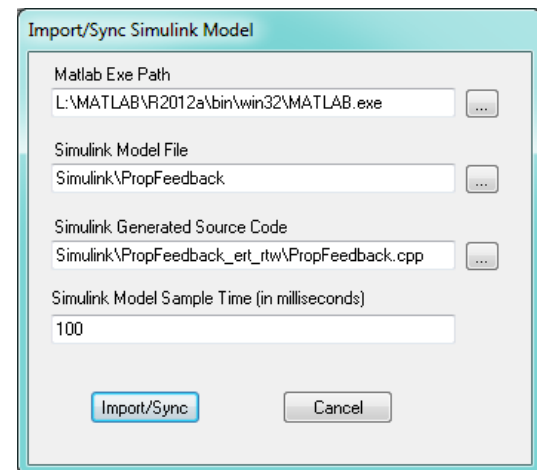 Import/Sync Simulink Model
Matlab Exe Path
L:\MATLAB\R2012a\bin\win32\MATLAB.exe
...
Simulink Model File
Simulink\PropFeedback
...
Simulink Generated Source Code
Simulink\PropFeedback_ert_rtw\PropFeedback.cpp
...
Simulink Model Sample Time (in milliseconds)
100
Import/Sync Cancel